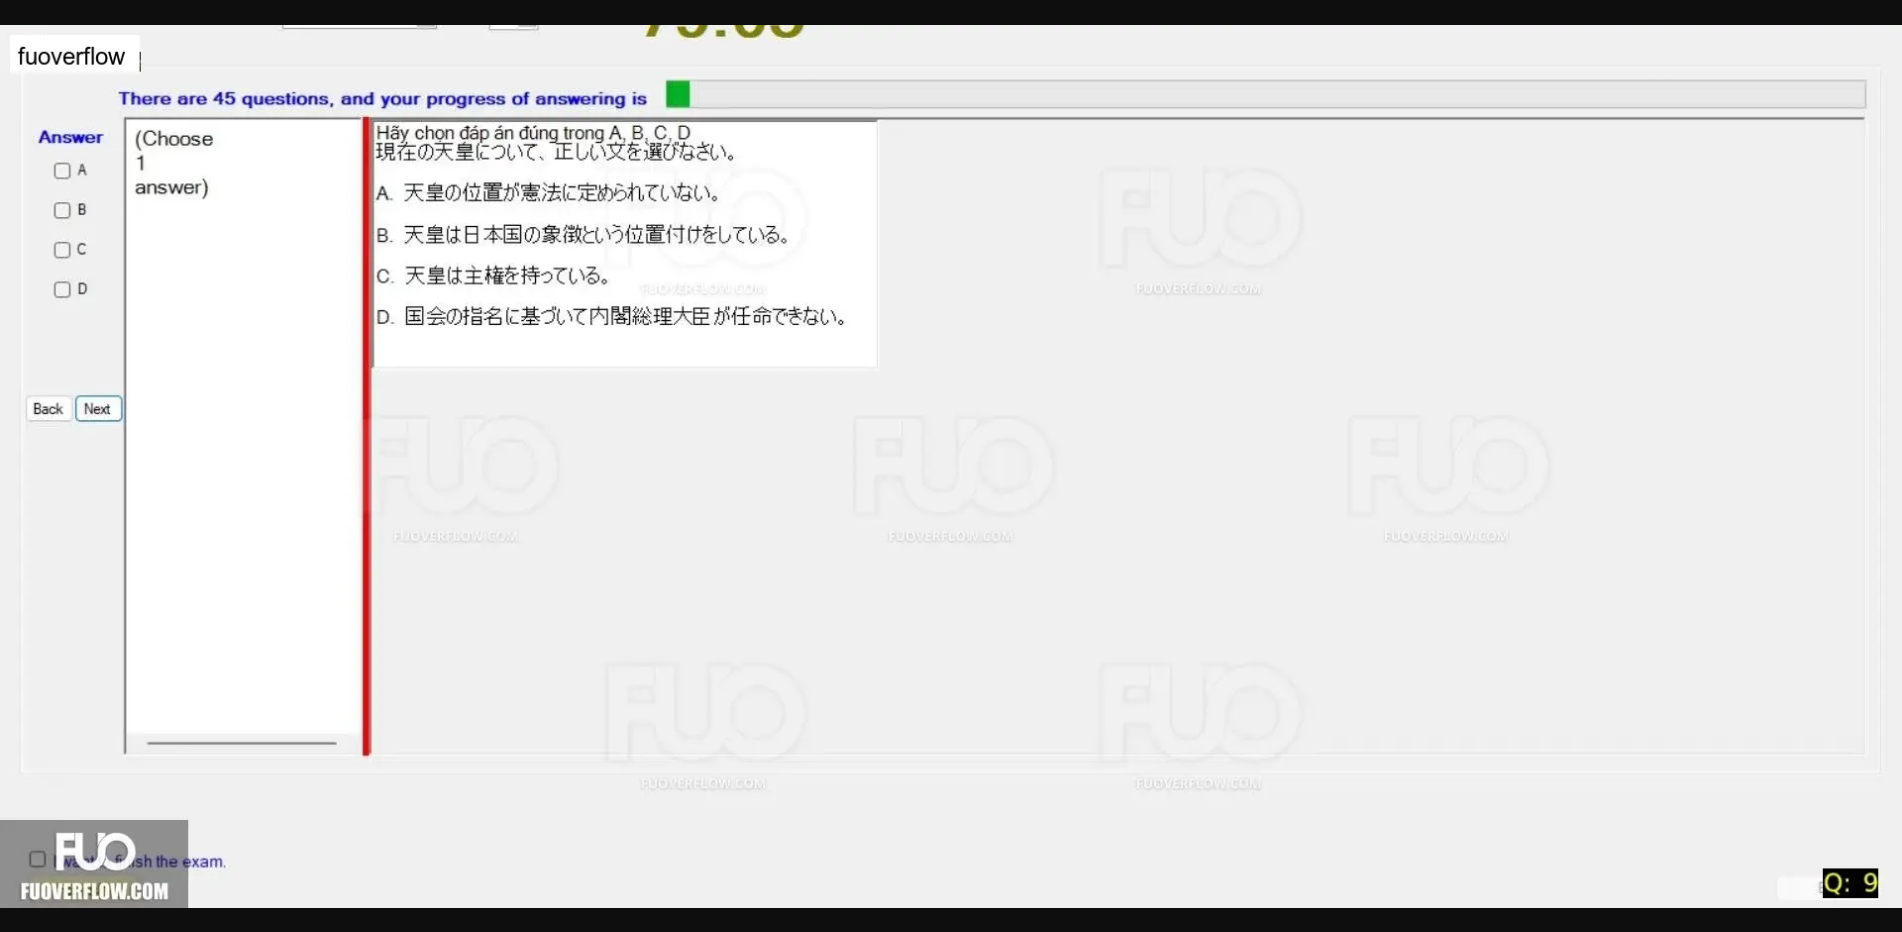 fuoverflow
There are 45 questions, and your progress of answering is
Answer
A
B
C
D
(Choose
1
answer)
Hãy chọn đáp án đúng trong A, B, C, D
現在の天皇について、正しい文を選びなさい。
A. 天皇の位置が憲法に定められていない。
B. 天皇は日本国の象徴という位置付けをしている。
C. 天皇は主権を持っている。
D. 国会の指名に基づいて内閣総理大臣が任命できない。
Back
Next
FUO
FUOVERFLOW.COM
FUO
FUOVERFLOW.COM
FUO
FUOVERFLOW.COM
FUO
FUOVERFLOW.COM
FUO
FUOVERFLOW.COM
FUO
FUOVERFLOW.COM
FUO
FUOVERFLOW.COM
the exam.
FUO
FUOVERFLOW.COM
Q: 9